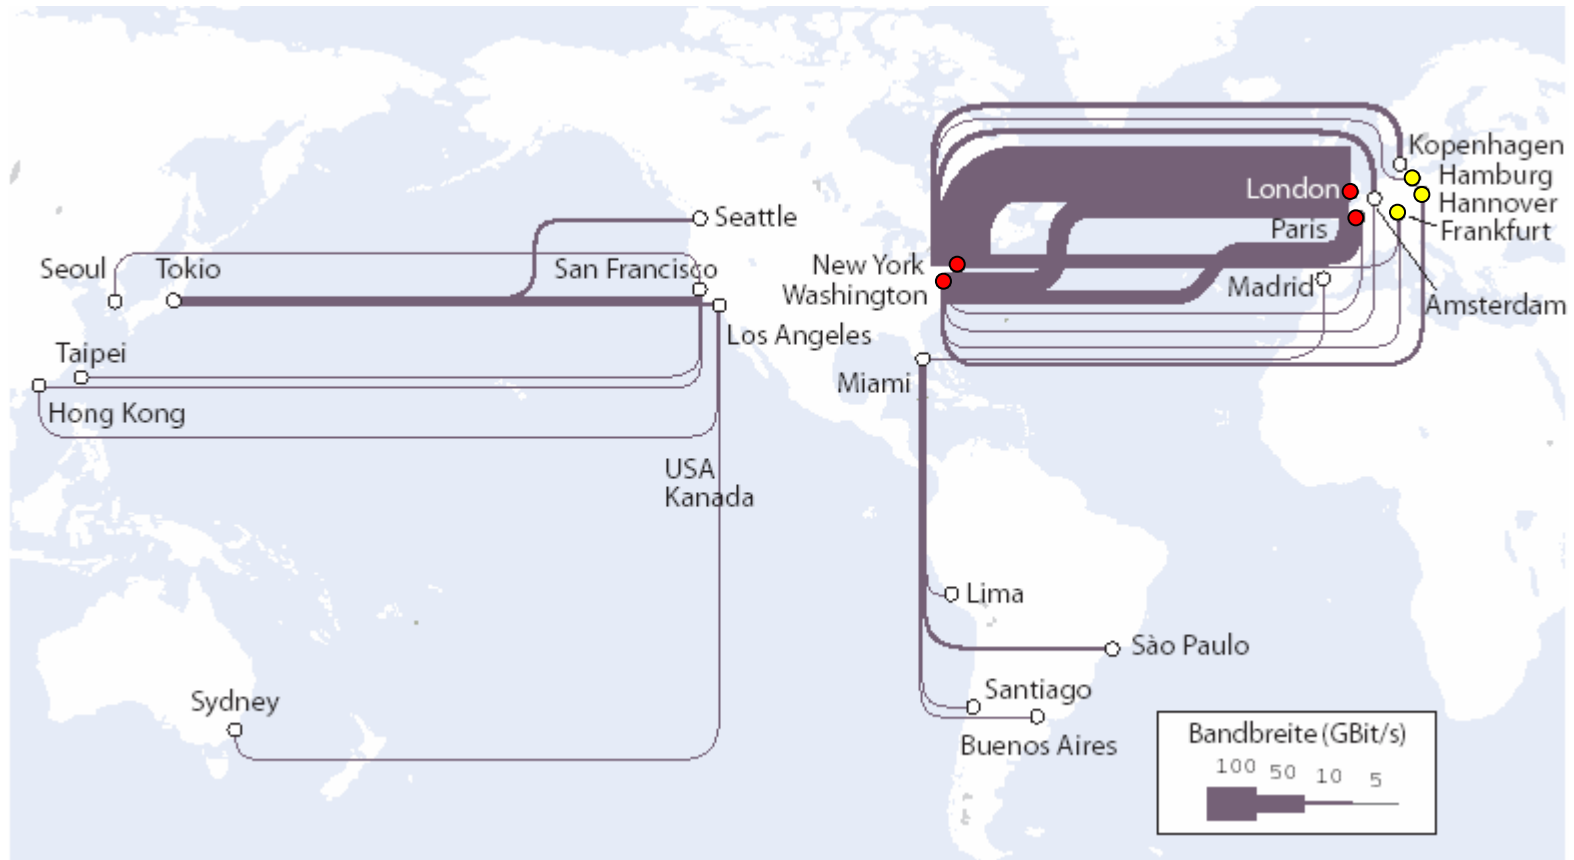 Kopenhagen
Hamburg
London
Hannover
Seattle
Paris
Frankfurt
Seoul
Tokio
San Francisco
New York
Washington
Madrid
Amsterdam
Los Angeles
Taipei
Miami
Hong Kong
USA
Kanada
Lima
Sào Paulo
Santiago
Sydney
Buenos Aires
Bandbreite (GBit/s)
100 50 10 5